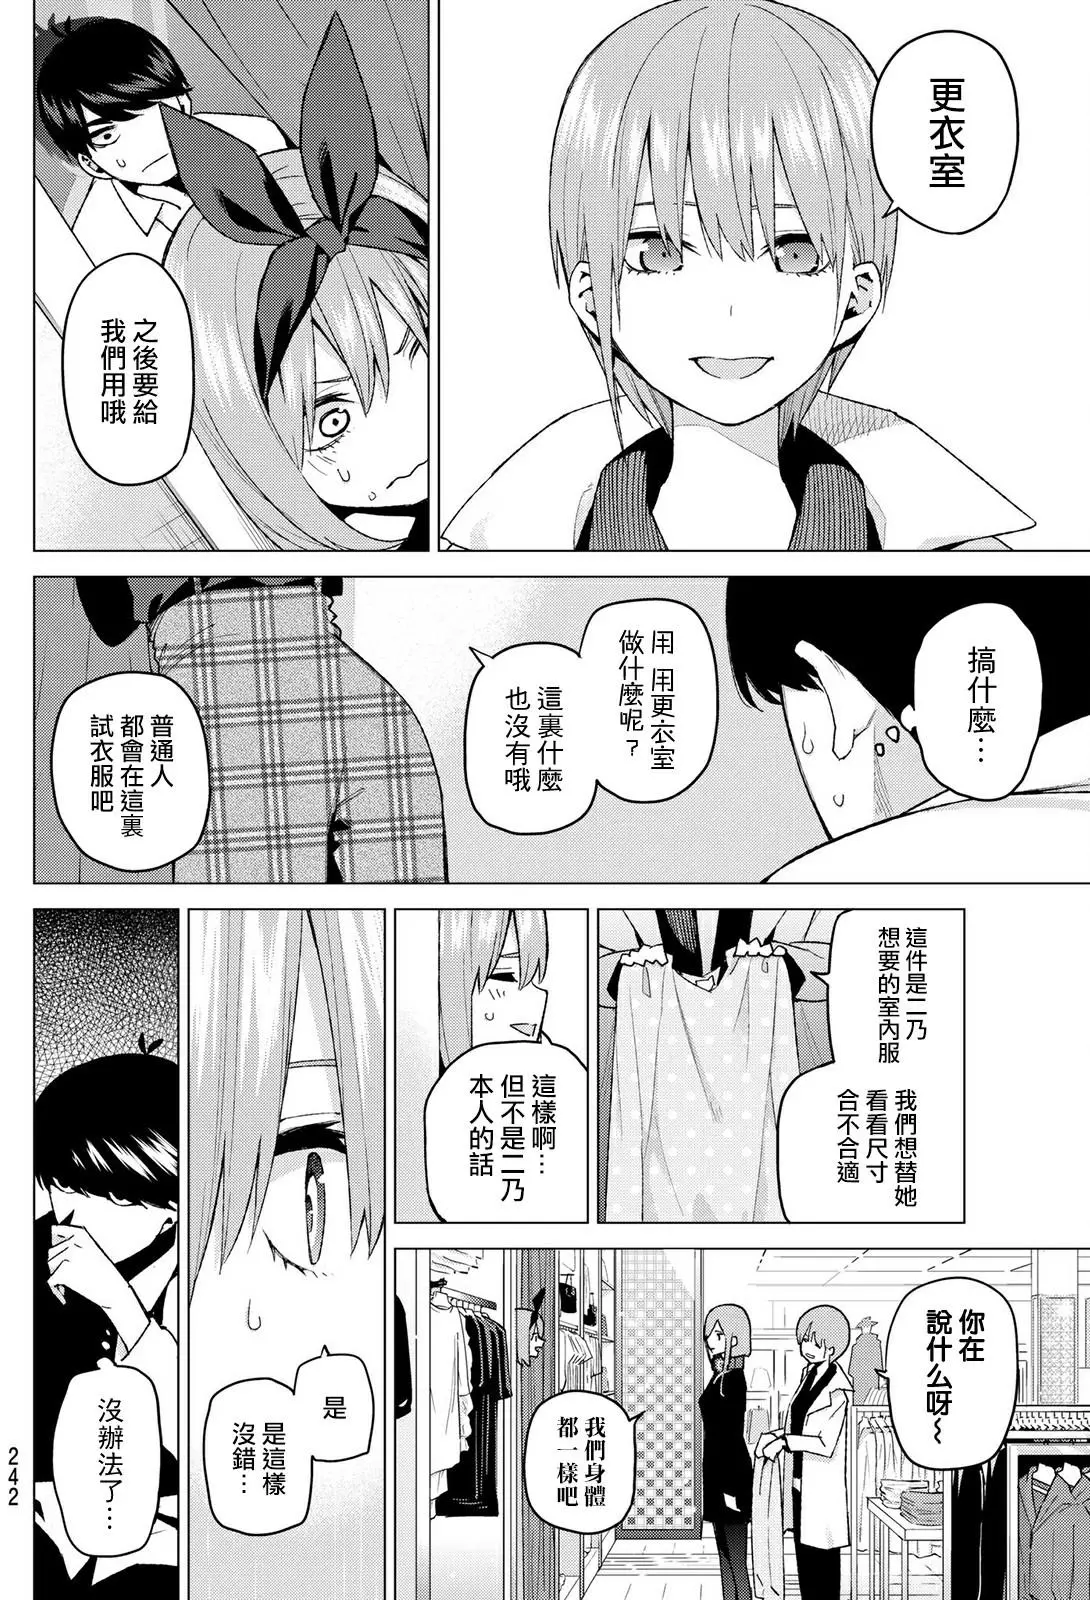 更衣室
之後要給
我們用哦
搞什麼…
用 用更衣室
做什麼呢？
這裏什麼
也沒有哦
普通人
都會在這裏
試衣服吧
這件是二乃
想要的室內服
我們想替她
看看尺寸
合不合適
這樣啊…
但不是二乃
本人的話
你在
說什么呀～
我們身體
都一樣吧
是
是這樣
沒錯…
沒辦法了…
242